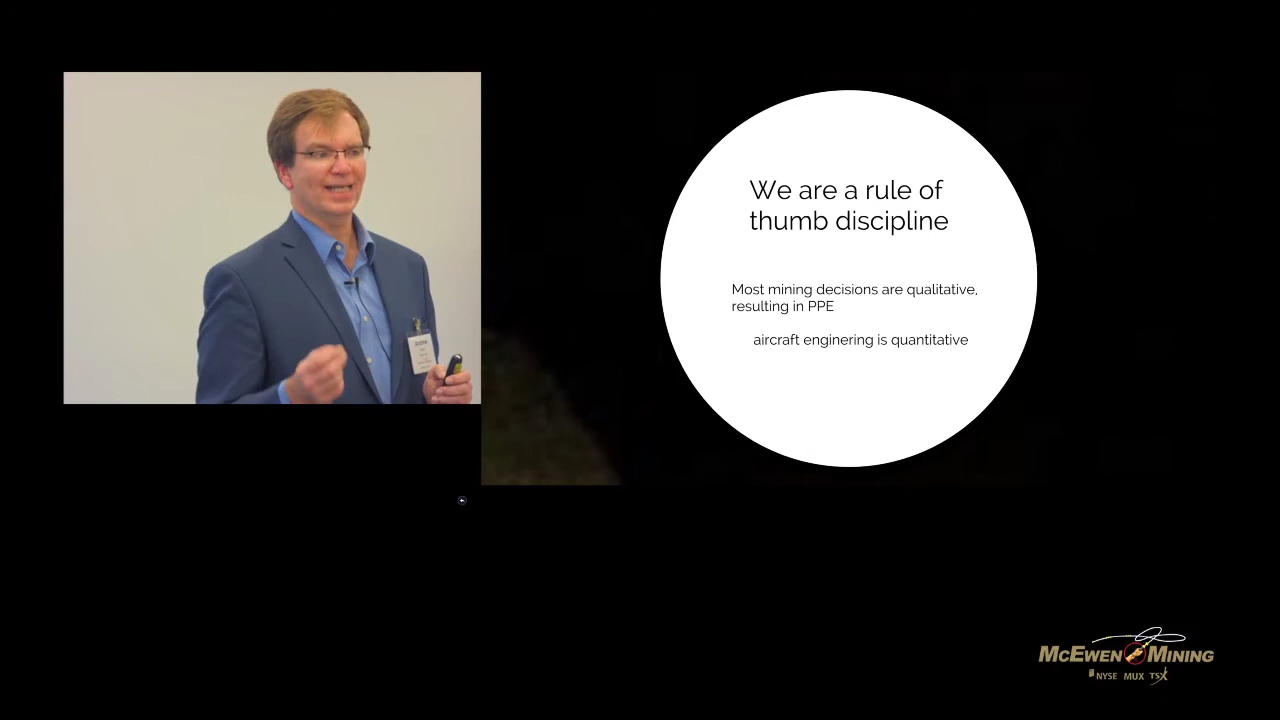 We are a rule of
thumb discipline
Most mining decisions are qualitative,
resulting in PPE
aircraft enginering is quantitative
McEwen Mining
NYSE MUX TSX